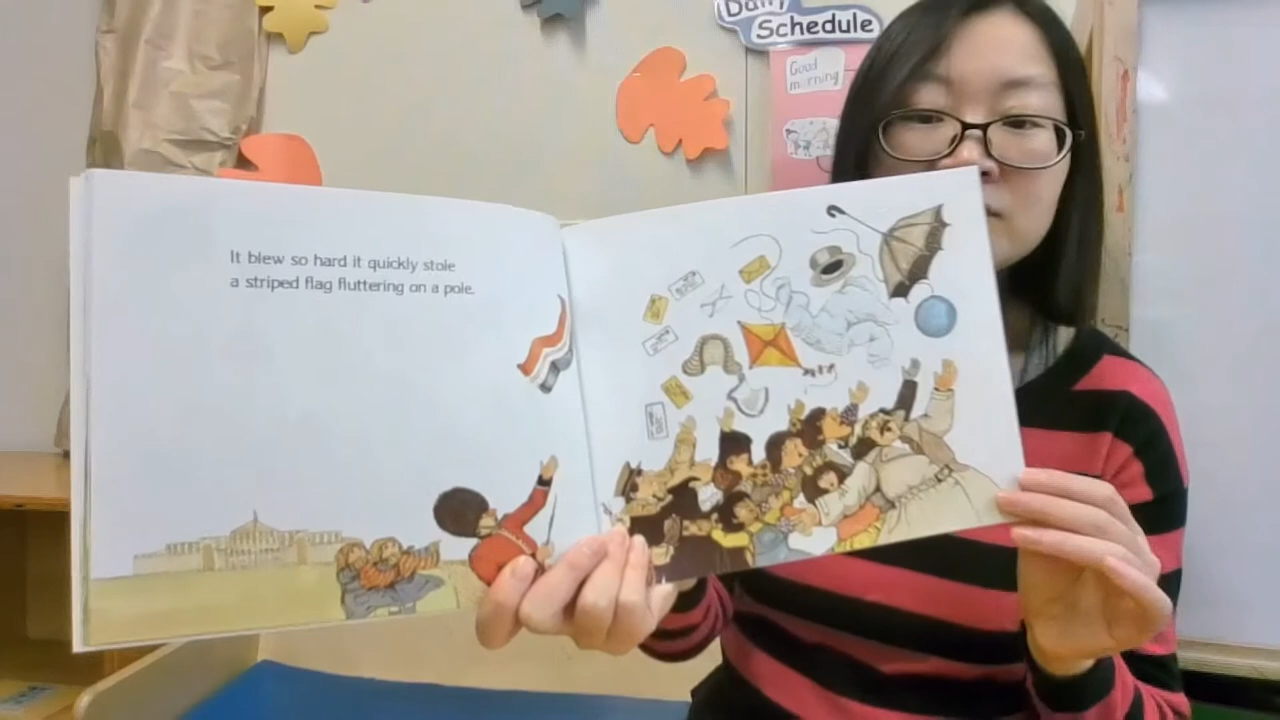 Daily
Schedule
Good
morning
It blew so hard it quickly stole
a striped flag fluttering on a pole.